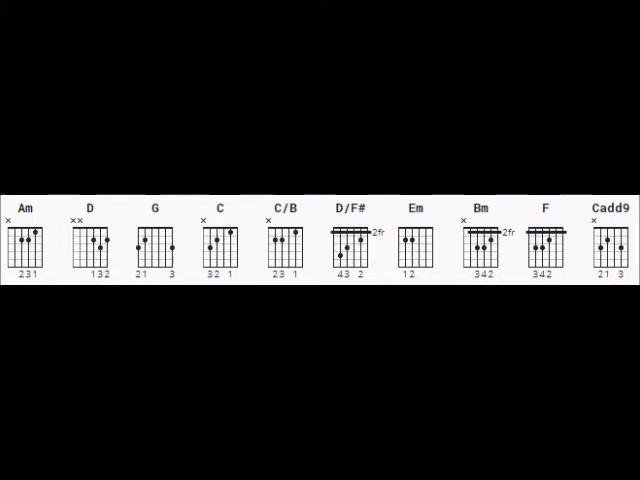 Am D G C C/B D/F# Em Bm F Cadd9
× ×× × × × ×
2fr 2fr
231 132 21 3 32 1 23 1 43 2 12 342 342 21 3